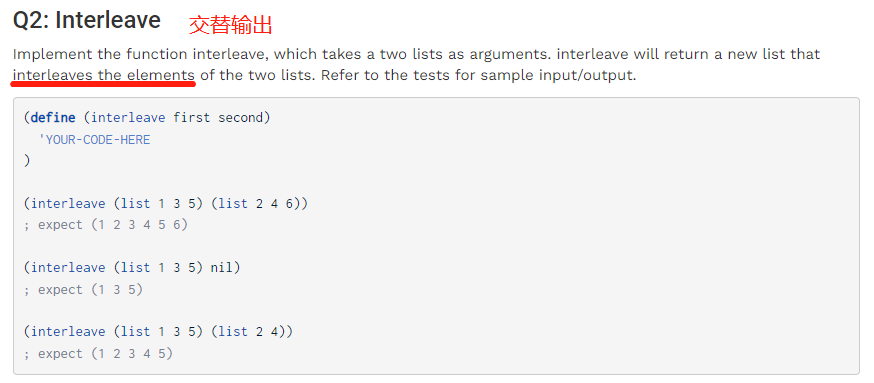 Q2: Interleave 交替输出
Implement the function interleave, which takes a two lists as arguments. interleave will return a new list that
interleaves the elements of the two lists. Refer to the tests for sample input/output.
(define (interleave first second)
  'YOUR-CODE-HERE
)
(interleave (list 1 3 5) (list 2 4 6))
; expect (1 2 3 4 5 6)
(interleave (list 1 3 5) nil)
; expect (1 3 5)
(interleave (list 1 3 5) (list 2 4))
; expect (1 2 3 4 5)